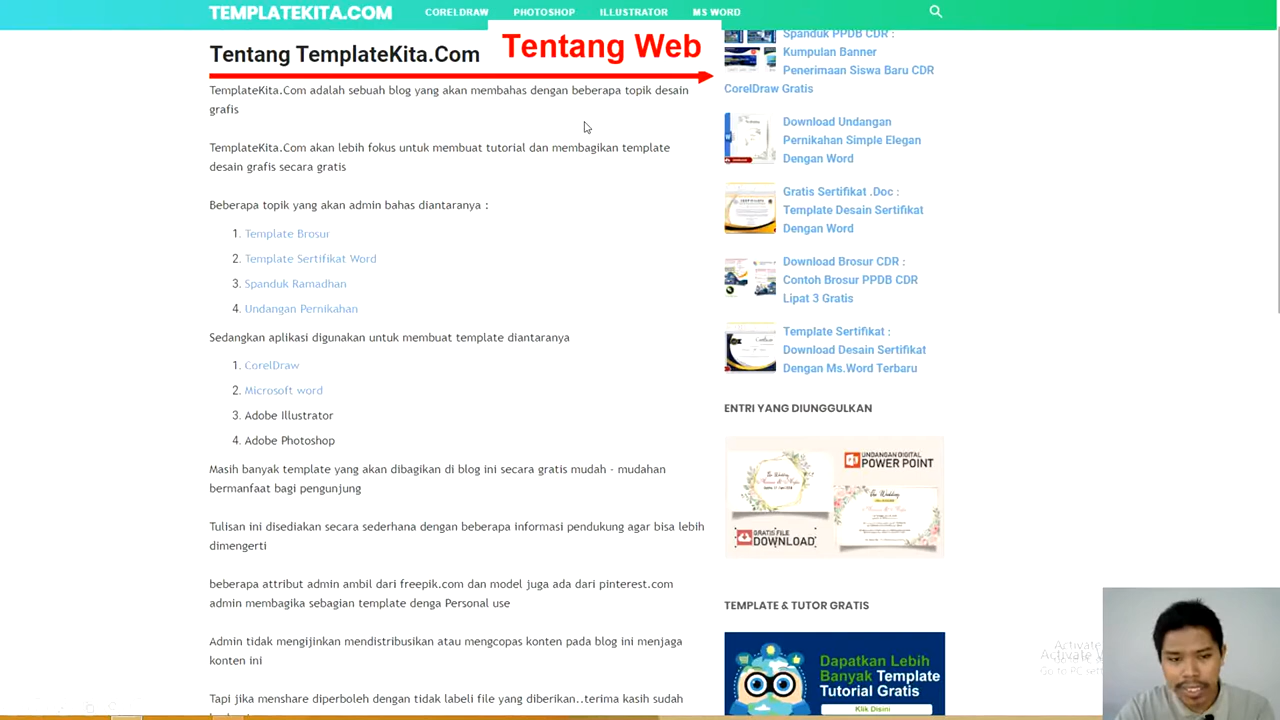 TEMPLATEKITA.COM
CORELDRAW PHOTOSHOP ILLUSTRATOR MS WORD
Tentang TemplateKita.Com
Tentang Web
TemplateKita.Com adalah sebuah blog yang akan membahas dengan beberapa topik desain
grafis
TemplateKita.Com akan lebih fokus untuk membuat tutorial dan membagikan template
desain grafis secara gratis
Beberapa topik yang akan admin bahas diantaranya :
1. Template Brosur
2. Template Sertifikat Word
3. Spanduk Ramadhan
4. Undangan Pernikahan
Sedangkan aplikasi digunakan untuk membuat template diantaranya
1. CorelDraw
2. Microsoft word
3. Adobe Illustrator
4. Adobe Photoshop
Masih banyak template yang akan dibagikan di blog ini secara gratis mudah - mudahan
bermanfaat bagi pengunjung
Tulisan ini disediakan secara sederhana dengan beberapa informasi pendukung agar bisa lebih
dimengerti
beberapa attribut admin ambil dari freepik.com dan model juga ada dari pinterest.com
admin membagika sebagian template denga Personal use
Admin tidak mengijinkan mendistribusikan atau mengcopas konten pada blog ini menjaga
konten ini
Tapi jika menshare diperboleh dengan tidak labeli file yang diberikan..terima kasih sudah
Spanduk PPDB CDR :
Kumpulan Banner
Penerimaan Siswa Baru CDR
CorelDraw Gratis
Download Undangan
Pernikahan Simple Elegan
Dengan Word
Gratis Sertifikat .Doc :
Template Desain Sertifikat
Dengan Word
Download Brosur CDR :
Contoh Brosur PPDB CDR
Lipat 3 Gratis
Template Sertifikat :
Download Desain Sertifikat
Dengan Ms.Word Terbaru
ENTRI YANG DIUNGGULKAN
UNDANGAN DIGITAL
POWER POINT
The Wedding
The Wedding
GRATIS FILE
DOWNLOAD
TEMPLATE & TUTOR GRATIS
Dapatkan Lebih
Banyak Template
Tutorial Gratis
Klik Disini